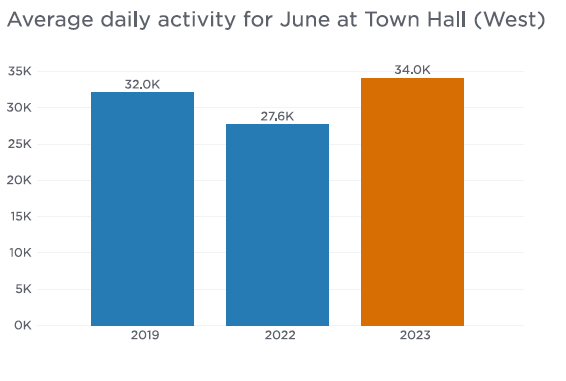 Average daily activity for June at Town Hall (West)
35K
34.0K
32.0K
30K
27.6K
25K
20K
15K
10K
5K
0K
2019 2022 2023